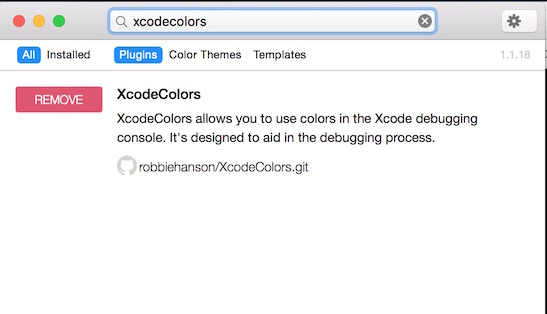 xcodecolors
All Installed Plugins Color Themes Templates 1.1.18
REMOVE
XcodeColors
XcodeColors allows you to use colors in the Xcode debugging
console. It's designed to aid in the debugging process.
robbiehanson/XcodeColors.git